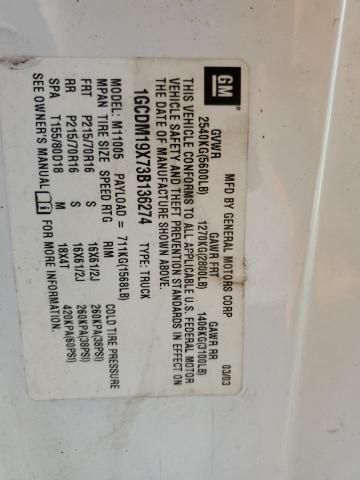 GM
MFD BY GENERAL MOTORS CORP 03/03
GVWR GAWR FRT GAWR RR
2540KG(5600LB) 1270KG(2800LB) 1406KG(3100LB)
THIS VEHICLE CONFORMS TO ALL APPLICABLE U.S. FEDERAL MOTOR
VEHICLE SAFETY AND THEFT PREVENTION STANDARDS IN EFFECT ON
THE DATE OF MANUFACTURE SHOWN ABOVE.
1GCDM19X73B136274 TYPE: TRUCK
MODEL: M11005 PAYLOAD = 711KG(1568LB)
MPAN TIRE SIZE SPEED RTG RIM COLD TIRE PRESSURE
FRT P215/70R16 S 16X61/2J 260KPA(38PSI)
RR P215/70R16 S 16X61/2J 260KPA(38PSI)
SPA T155/80D18 M 18X4T 420KPA(60PSI)
SEE OWNER'S MANUAL FOR MORE INFORMATION